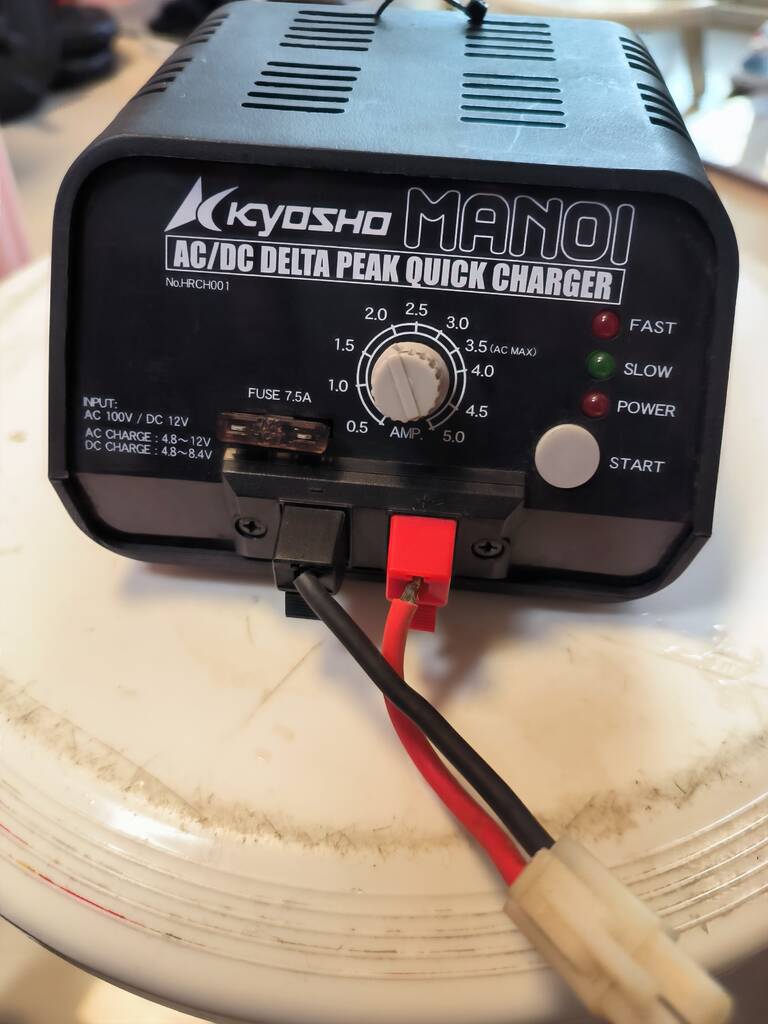 KYOSHO MANOI
AC/DC DELTA PEAK QUICK CHARGER
No.HRCH001
INPUT:
AC 100V / DC 12V
AC CHARGE : 4.8~12V
DC CHARGE : 4.8~8.4V
FUSE 7.5A
0.5
1.0
1.5
2.0
2.5
3.0
3.5 (AC MAX)
4.0
4.5
5.0
AMP.
FAST
SLOW
POWER
START